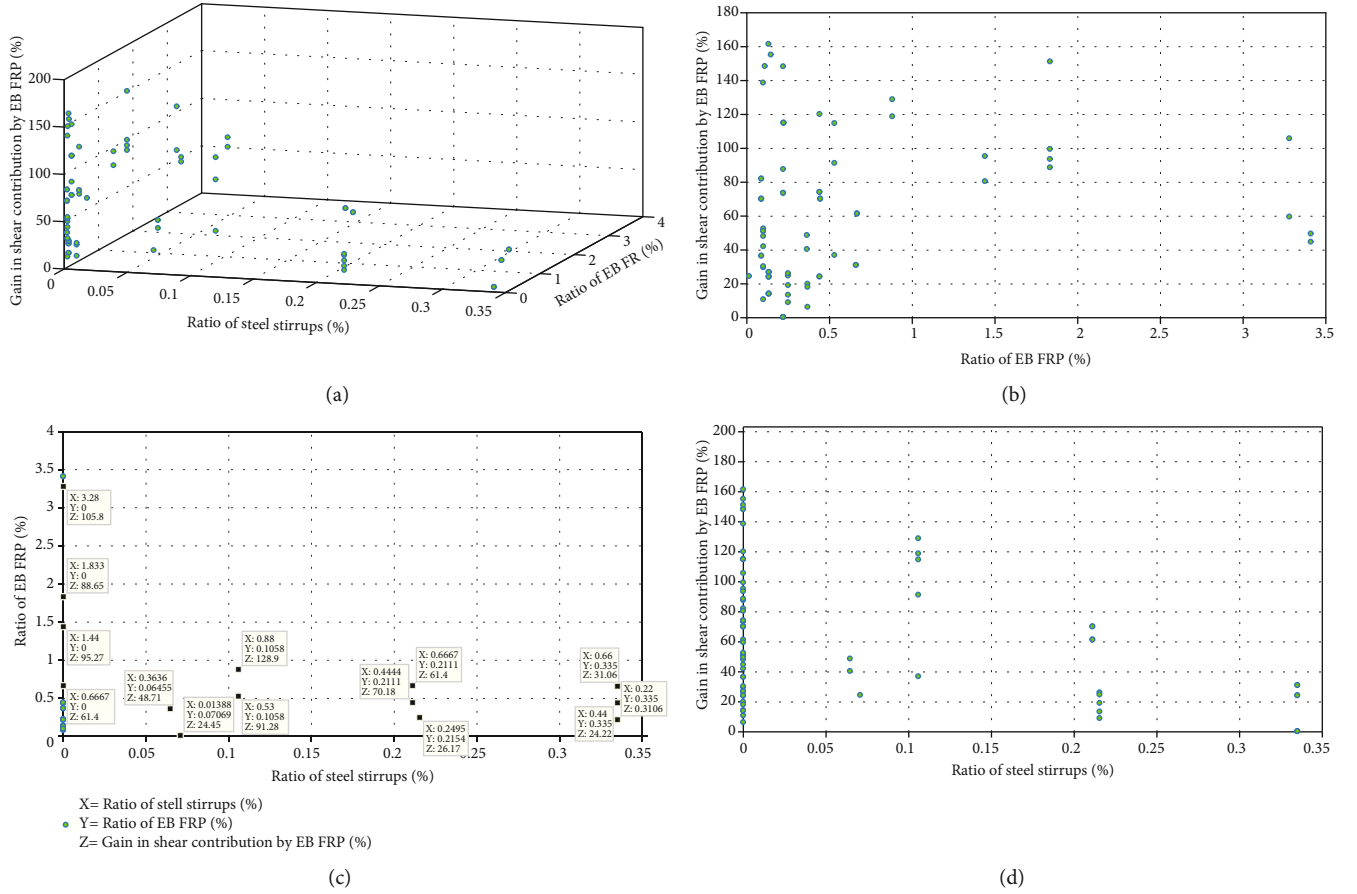 Gain in shear contribution by EB FRP (%)
200
150
100
50
0
0
0.05
0.1
0.15
0.2
0.25
0.3
0.35
Ratio of steel stirrups (%)
0
1
2
3
4
Ratio of EB FR (%)
(a)
Gain in shear contribution by EB FRP (%)
180
160
140
120
100
80
60
40
20
0
0
0.5
1
1.5
2
2.5
3
3.5
Ratio of EB FRP (%)
(b)
Ratio of EB FRP (%)
4
3.5
3
2.5
2
1.5
1
0.5
0
X: 3.28
Y: 0
Z: 105.8
X: 1.833
Y: 0
Z: 88.65
X: 1.44
Y: 0
Z: 95.27
X: 0.6667
Y: 0
Z: 61.4
X: 0.3636
Y: 0.06455
Z: 48.71
X: 0.01388
Y: 0.07069
Z: 24.45
X: 0.88
Y: 0.1058
Z: 128.9
X: 0.53
Y: 0.1058
Z: 91.28
X: 0.4444
Y: 0.2111
Z: 70.18
X: 0.6667
Y: 0.2111
Z: 61.4
X: 0.2495
Y: 0.2154
Z: 26.17
X: 0.66
Y: 0.335
Z: 31.06
X: 0.22
Y: 0.335
Z: 0.3106
X: 0.44
Y: 0.335
Z: 24.22
0
0.05
0.1
0.15
0.2
0.25
0.3
0.35
Ratio of steel stirrups (%)
X= Ratio of stell stirrups (%)
Y= Ratio of EB FRP (%)
Z= Gain in shear contribution by EB FRP (%)
(c)
Gain in shear contribution by EB FRP (%)
200
180
160
140
120
100
80
60
40
20
0
0
0.05
0.1
0.15
0.2
0.25
0.3
0.35
Ratio of steel stirrups (%)
(d)